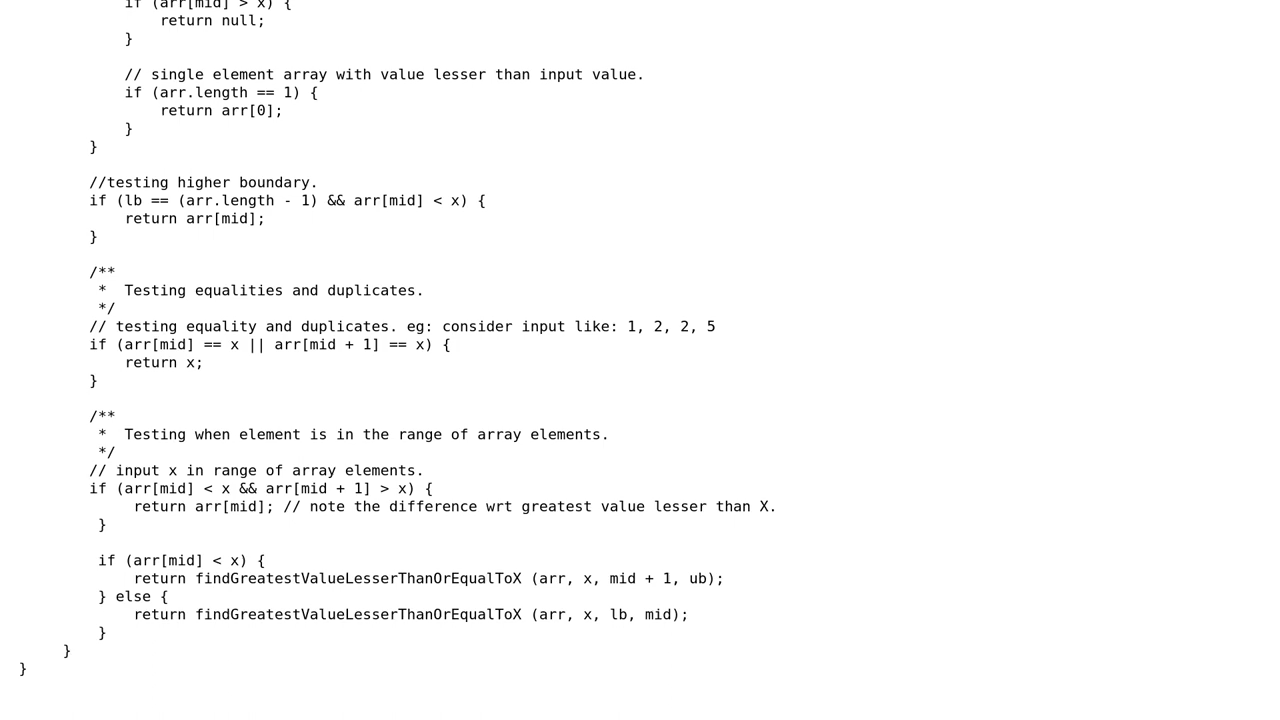 if (arr[mid] > x) {
return null;
}
// single element array with value lesser than input value.
if (arr.length == 1) {
return arr[0];
}
}
//testing higher boundary.
if (lb == (arr.length - 1) && arr[mid] < x) {
return arr[mid];
}
/**
*  Testing equalities and duplicates.
*/
// testing equality and duplicates. eg: consider input like: 1, 2, 2, 5
if (arr[mid] == x || arr[mid + 1] == x) {
return x;
}
/**
*  Testing when element is in the range of array elements.
*/
// input x in range of array elements.
if (arr[mid] < x && arr[mid + 1] > x) {
return arr[mid]; // note the difference wrt greatest value lesser than X.
}
if (arr[mid] < x) {
return findGreatestValueLesserThanOrEqualToX (arr, x, mid + 1, ub);
} else {
return findGreatestValueLesserThanOrEqualToX (arr, x, lb, mid);
}
}
}